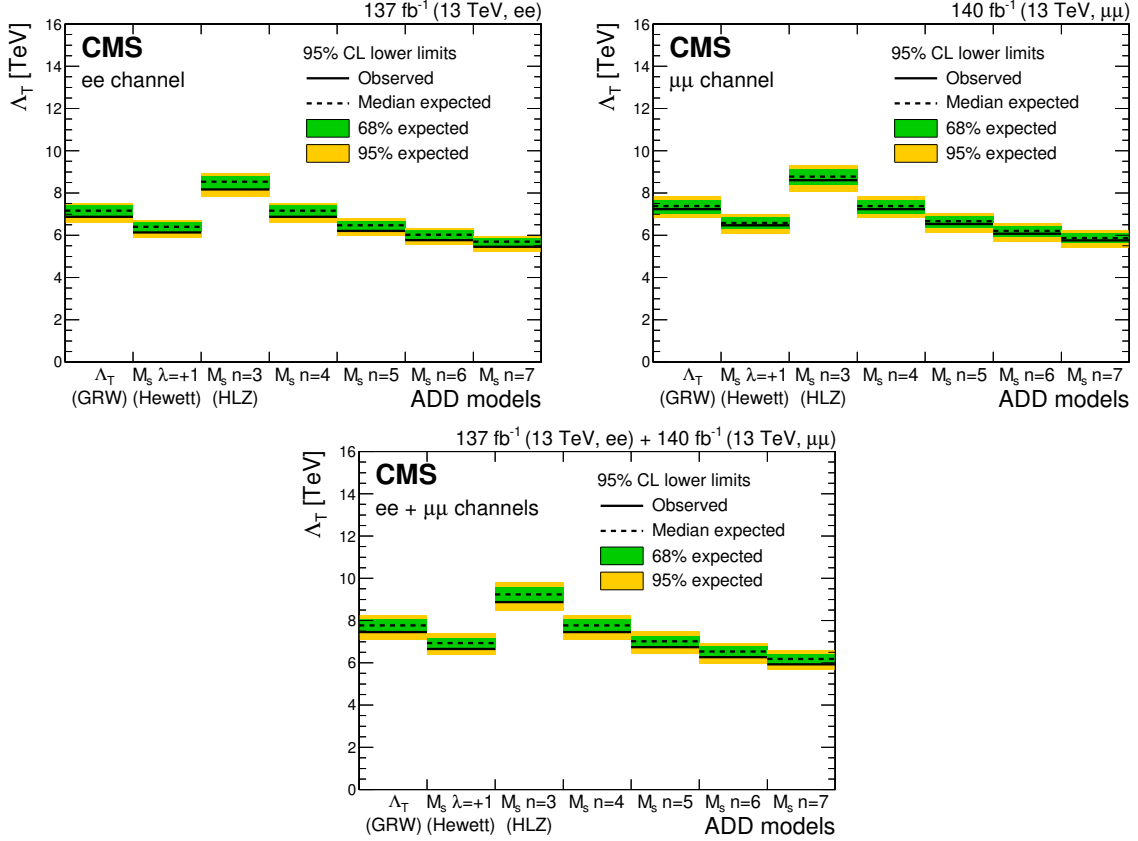 137 fb⁻¹ (13 TeV, ee)
Λ_T [TeV]
CMS
ee channel
95% CL lower limits
Observed
Median expected
68% expected
95% expected
16
14
12
10
8
6
4
2
0
Λ_T M_s λ=+1 M_s n=3 M_s n=4 M_s n=5 M_s n=6 M_s n=7
(GRW) (Hewett) (HLZ)
ADD models
140 fb⁻¹ (13 TeV, μμ)
Λ_T [TeV]
CMS
μμ channel
95% CL lower limits
Observed
Median expected
68% expected
95% expected
16
14
12
10
8
6
4
2
0
Λ_T M_s λ=+1 M_s n=3 M_s n=4 M_s n=5 M_s n=6 M_s n=7
(GRW) (Hewett) (HLZ)
ADD models
137 fb⁻¹ (13 TeV, ee) + 140 fb⁻¹ (13 TeV, μμ)
Λ_T [TeV]
CMS
ee + μμ channels
95% CL lower limits
Observed
Median expected
68% expected
95% expected
16
14
12
10
8
6
4
2
0
Λ_T M_s λ=+1 M_s n=3 M_s n=4 M_s n=5 M_s n=6 M_s n=7
(GRW) (Hewett) (HLZ)
ADD models